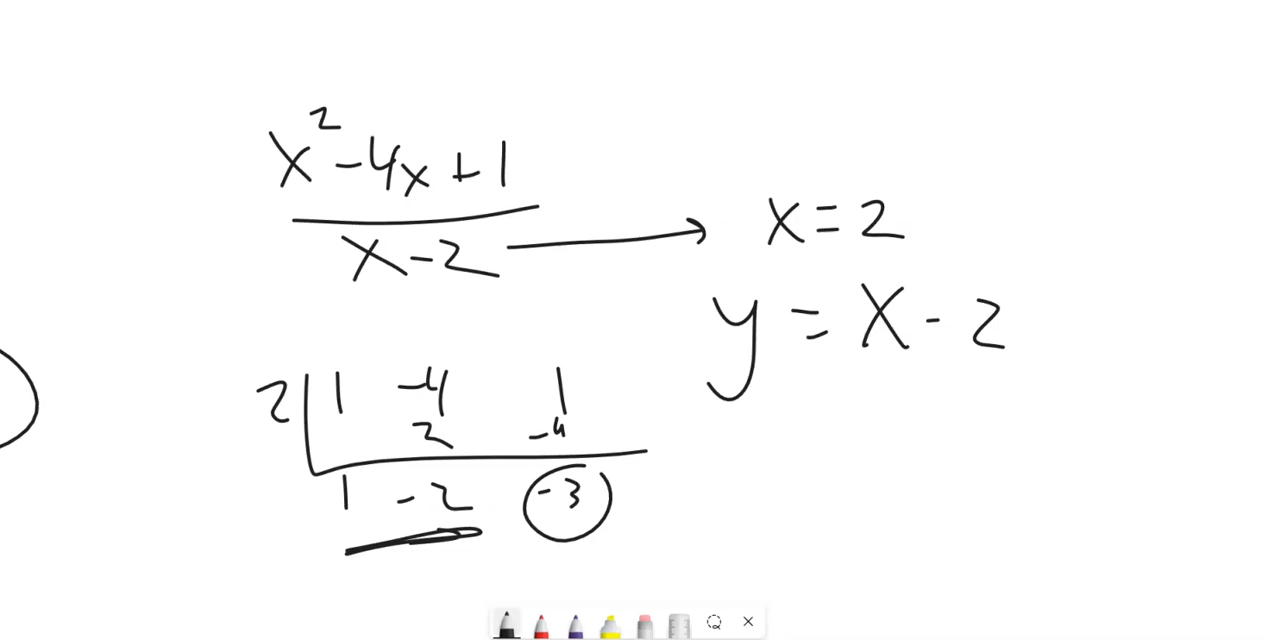 x² - 4x + 1
x - 2 → x = 2
y = x - 2
2 | 1 -4 1
2 -4
1 -2 -3